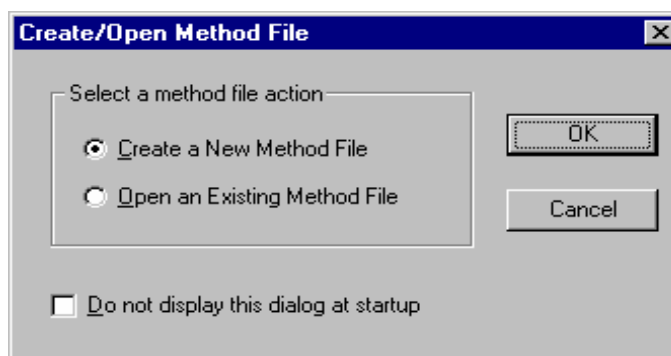 Create/Open Method File
Select a method file action
Create a New Method File
OK
Open an Existing Method File
Cancel
Do not display this dialog at startup